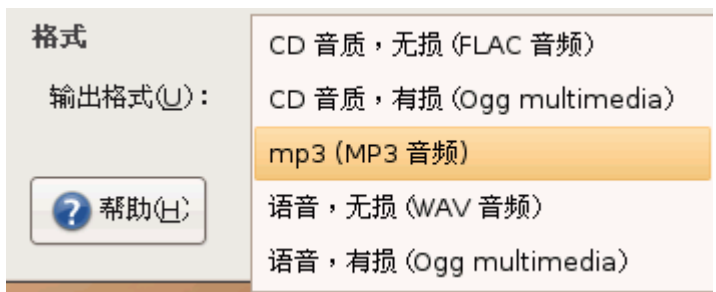 格式
输出格式(U)：
CD 音质，无损 (FLAC 音频)
CD 音质，有损 (Ogg multimedia)
mp3 (MP3 音频)
语音，无损 (WAV 音频)
语音，有损 (Ogg multimedia)
帮助(H)